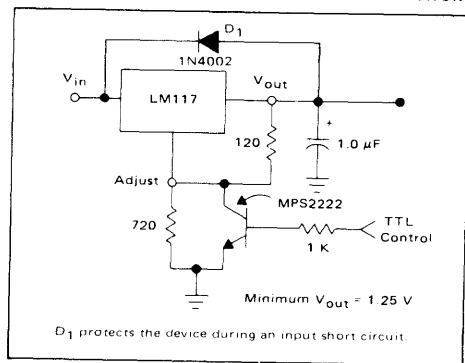 D1
1N4002
Vin
Vout
LM117
120
+
1.0 μF
Adjust
MPS2222
720
TTL
Control
1 K
Minimum Vout = 1.25 V
D1 protects the device during an input short circuit.